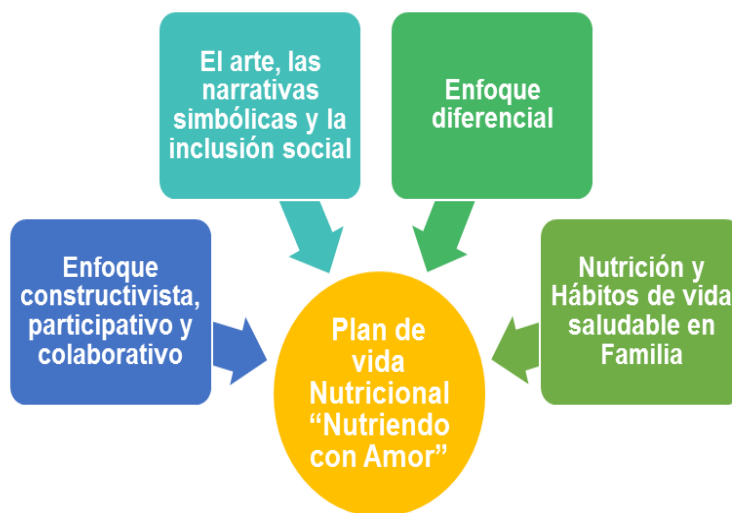 El arte, las
narrativas
simbólicas y la
inclusión social
Enfoque
diferencial
Enfoque
constructivista,
participativo y
colaborativo
Nutrición y
Hábitos de vida
saludable en
Familia
Plan de
vida
Nutricional
“Nutriendo
con Amor”